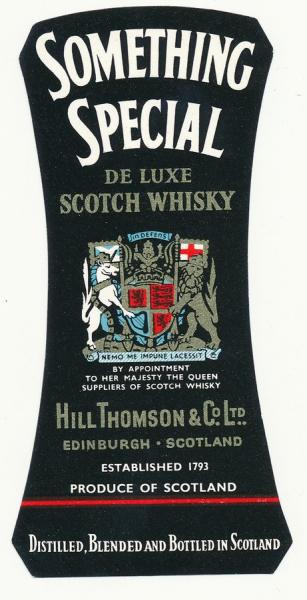 SOMETHING
SPECIAL
DE LUXE
SCOTCH WHISKY
IN DEFENS
NEMO ME IMPUNE LACESSIT
BY APPOINTMENT
TO HER MAJESTY THE QUEEN
SUPPLIERS OF SCOTCH WHISKY
HILL THOMSON & CO. LTD.
EDINBURGH · SCOTLAND
ESTABLISHED 1793
PRODUCE OF SCOTLAND
DISTILLED, BLENDED AND BOTTLED IN SCOTLAND